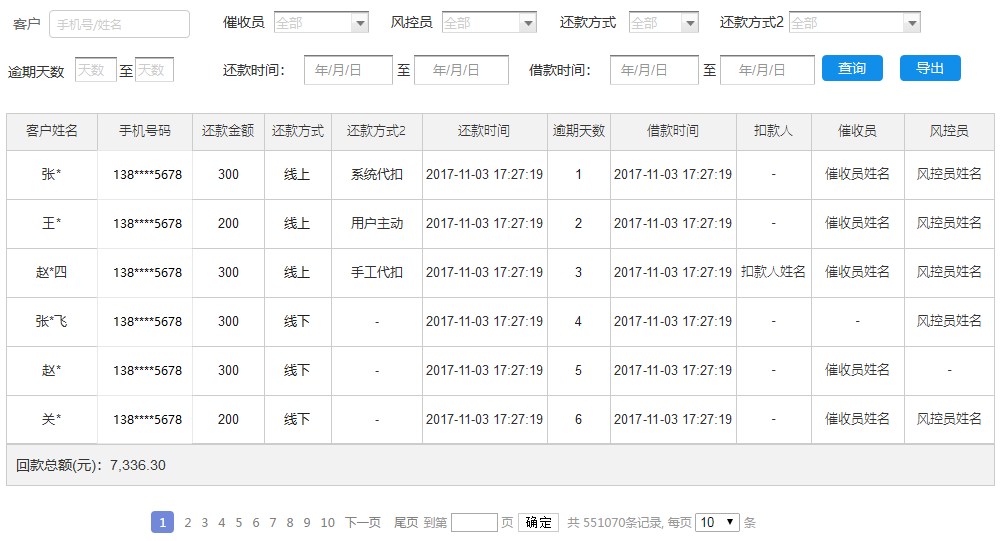 客户 手机号/姓名 催收员 全部 风控员 全部 还款方式 全部 还款方式2 全部
逾期天数 天数 至 天数 还款时间： 年/月/日 至 年/月/日 借款时间： 年/月/日 至 年/月/日 查询 导出
客户姓名 手机号码 还款金额 还款方式 还款方式2 还款时间 逾期天数 借款时间 扣款人 催收员 风控员
张* 138****5678 300 线上 系统代扣 2017-11-03 17:27:19 1 2017-11-03 17:27:19 - 催收员姓名 风控员姓名
王* 138****5678 200 线上 用户主动 2017-11-03 17:27:19 2 2017-11-03 17:27:19 - 催收员姓名 风控员姓名
赵*四 138****5678 300 线上 手工代扣 2017-11-03 17:27:19 3 2017-11-03 17:27:19 扣款人姓名 催收员姓名 风控员姓名
张*飞 138****5678 300 线下 - 2017-11-03 17:27:19 4 2017-11-03 17:27:19 - - 风控员姓名
赵* 138****5678 300 线下 - 2017-11-03 17:27:19 5 2017-11-03 17:27:19 - 催收员姓名 -
关* 138****5678 200 线下 - 2017-11-03 17:27:19 6 2017-11-03 17:27:19 - 催收员姓名 风控员姓名
回款总额(元)：7,336.30
1 2 3 4 5 6 7 8 9 10 下一页 尾页 到第 页 确定 共 551070条记录, 每页 10 条